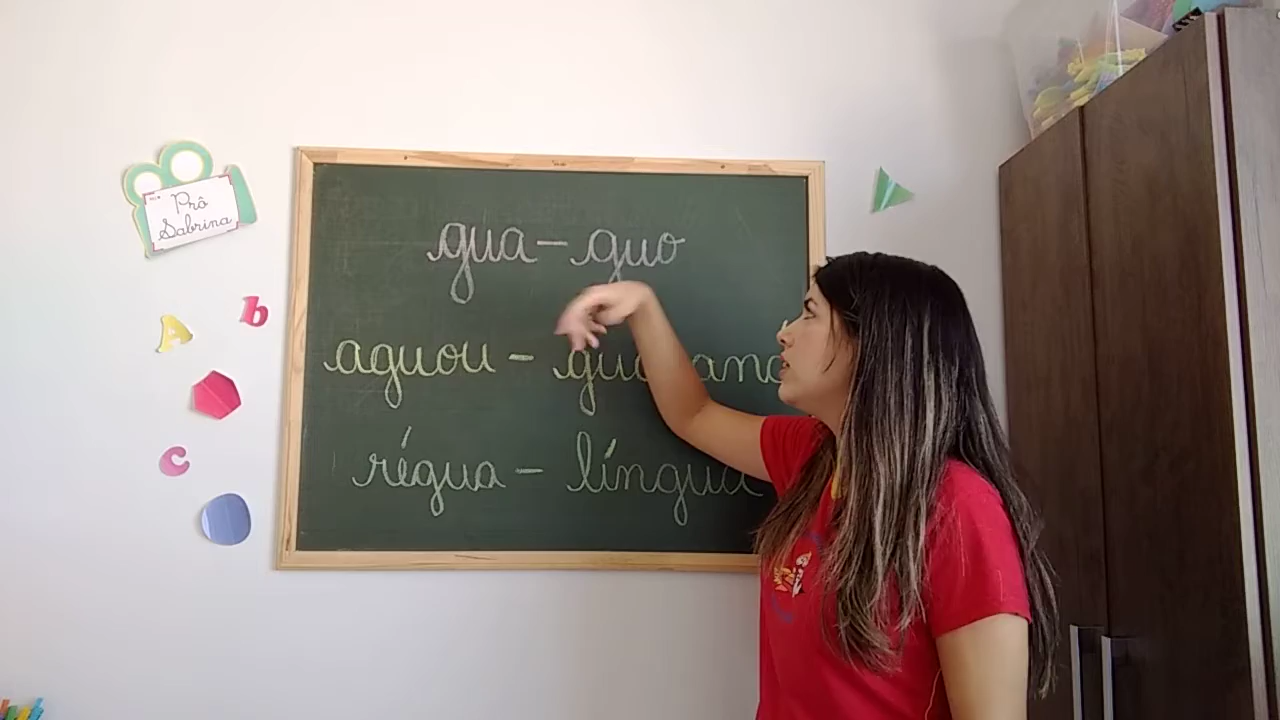 Prô
Sabrina
gua - guo
aguou -
régua - língua
A
b
c